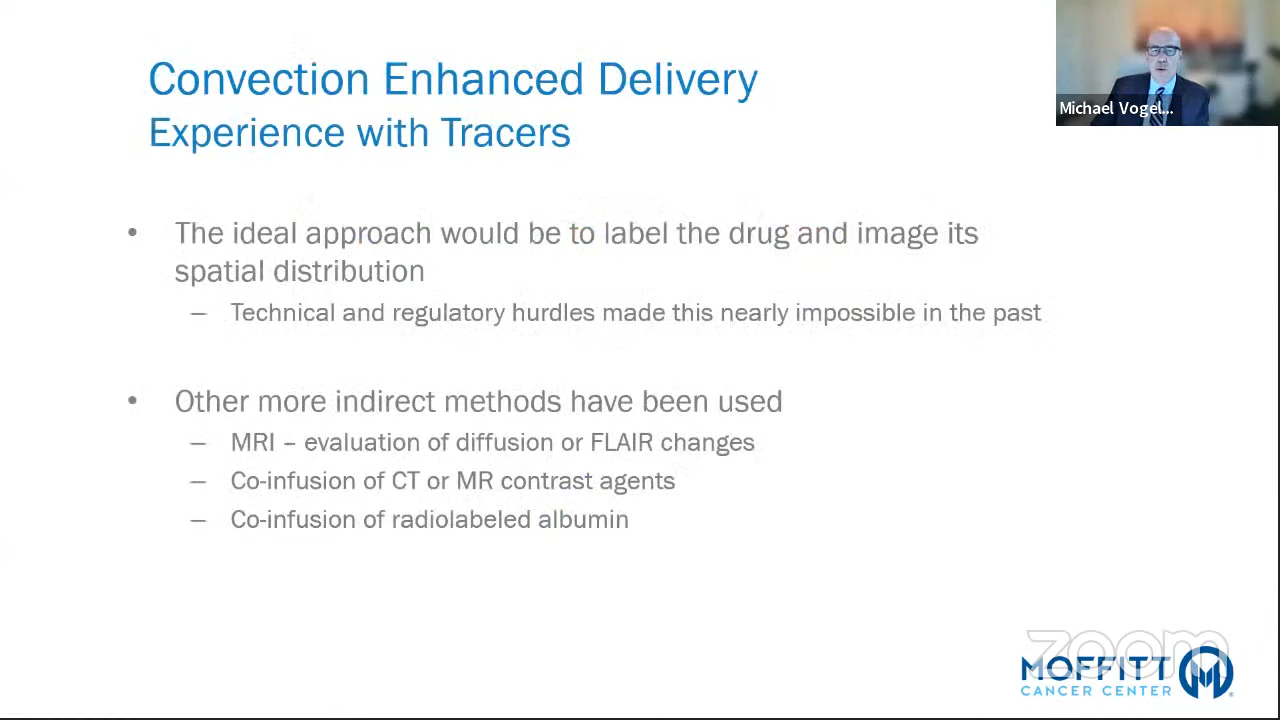 Convection Enhanced Delivery
Experience with Tracers
Michael Vogel...
• The ideal approach would be to label the drug and image its
spatial distribution
– Technical and regulatory hurdles made this nearly impossible in the past
• Other more indirect methods have been used
– MRI – evaluation of diffusion or FLAIR changes
– Co-infusion of CT or MR contrast agents
– Co-infusion of radiolabeled albumin
zoom
MOFFITT
CANCER CENTER
®